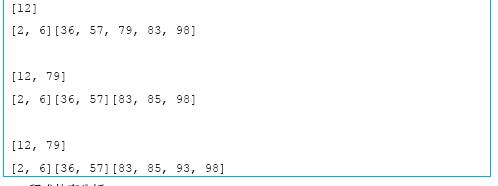 [12]
[2, 6][36, 57, 79, 83, 98]
[12, 79]
[2, 6][36, 57][83, 85, 98]
[12, 79]
[2, 6][36, 57][83, 85, 93, 98]